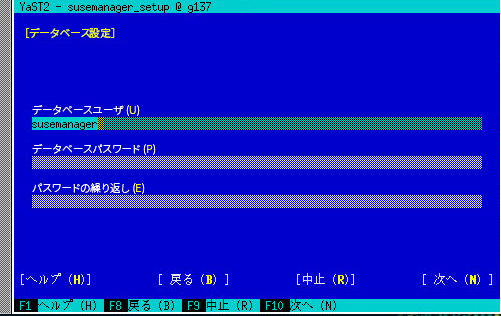 YaST2 - susemanager_setup @ g137
[データベース設定]
データベースユーザ(U)
susemanager
データベースパスワード(P)
パスワードの繰り返し(E)
[ヘルプ(H)] [ 戻る(B) ] [中止(R)] [ 次へ(N) ]
F1 ヘルプ(H) F8 戻る(B) F9 中止(R) F10 次へ(N)